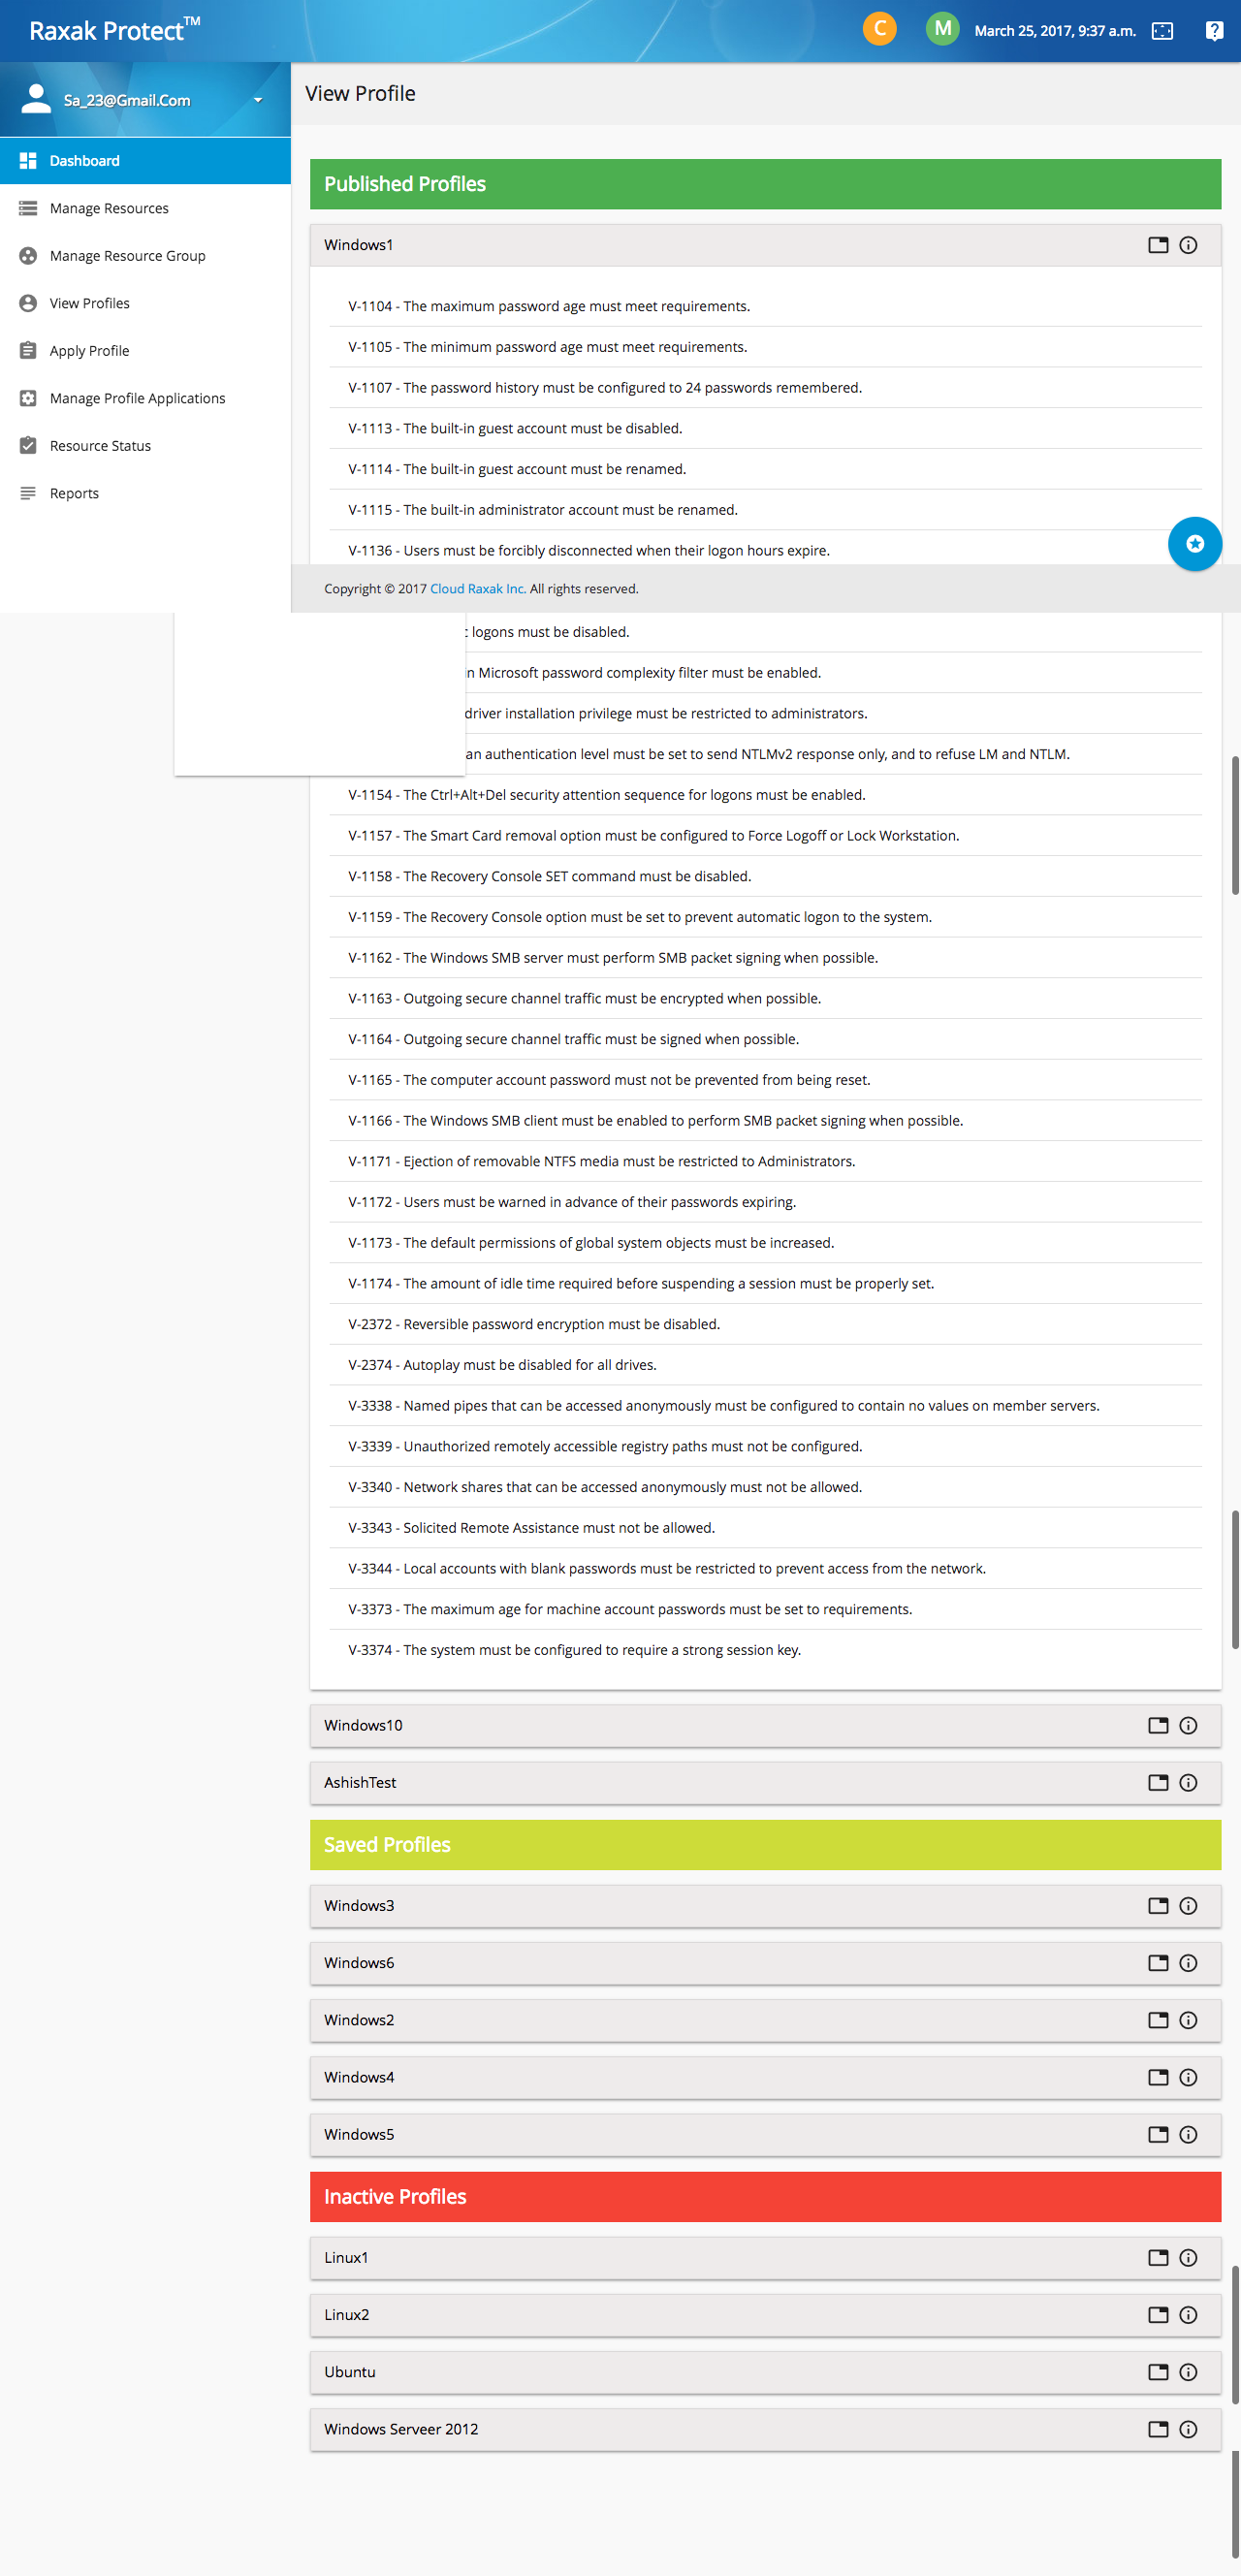 Raxak Protect™
C
M
March 25, 2017, 9:37 a.m.
Sa_23@Gmail.Com
Dashboard
Manage Resources
Manage Resource Group
View Profiles
Apply Profile
Manage Profile Applications
Resource Status
Reports
View Profile
Published Profiles
Windows1
V-1104 - The maximum password age must meet requirements.
V-1105 - The minimum password age must meet requirements.
V-1107 - The password history must be configured to 24 passwords remembered.
V-1113 - The built-in guest account must be disabled.
V-1114 - The built-in guest account must be renamed.
V-1115 - The built-in administrator account must be renamed.
V-1136 - Users must be forcibly disconnected when their logon hours expire.
Copyright © 2017 Cloud Raxak Inc. All rights reserved.
logons must be disabled.
in Microsoft password complexity filter must be enabled.
driver installation privilege must be restricted to administrators.
an authentication level must be set to send NTLMv2 response only, and to refuse LM and NTLM.
V-1154 - The Ctrl+Alt+Del security attention sequence for logons must be enabled.
V-1157 - The Smart Card removal option must be configured to Force Logoff or Lock Workstation.
V-1158 - The Recovery Console SET command must be disabled.
V-1159 - The Recovery Console option must be set to prevent automatic logon to the system.
V-1162 - The Windows SMB server must perform SMB packet signing when possible.
V-1163 - Outgoing secure channel traffic must be encrypted when possible.
V-1164 - Outgoing secure channel traffic must be signed when possible.
V-1165 - The computer account password must not be prevented from being reset.
V-1166 - The Windows SMB client must be enabled to perform SMB packet signing when possible.
V-1171 - Ejection of removable NTFS media must be restricted to Administrators.
V-1172 - Users must be warned in advance of their passwords expiring.
V-1173 - The default permissions of global system objects must be increased.
V-1174 - The amount of idle time required before suspending a session must be properly set.
V-2372 - Reversible password encryption must be disabled.
V-2374 - Autoplay must be disabled for all drives.
V-3338 - Named pipes that can be accessed anonymously must be configured to contain no values on member servers.
V-3339 - Unauthorized remotely accessible registry paths must not be configured.
V-3340 - Network shares that can be accessed anonymously must not be allowed.
V-3343 - Solicited Remote Assistance must not be allowed.
V-3344 - Local accounts with blank passwords must be restricted to prevent access from the network.
V-3373 - The maximum age for machine account passwords must be set to requirements.
V-3374 - The system must be configured to require a strong session key.
Windows10
AshishTest
Saved Profiles
Windows3
Windows6
Windows2
Windows4
Windows5
Inactive Profiles
Linux1
Linux2
Ubuntu
Windows Serveer 2012